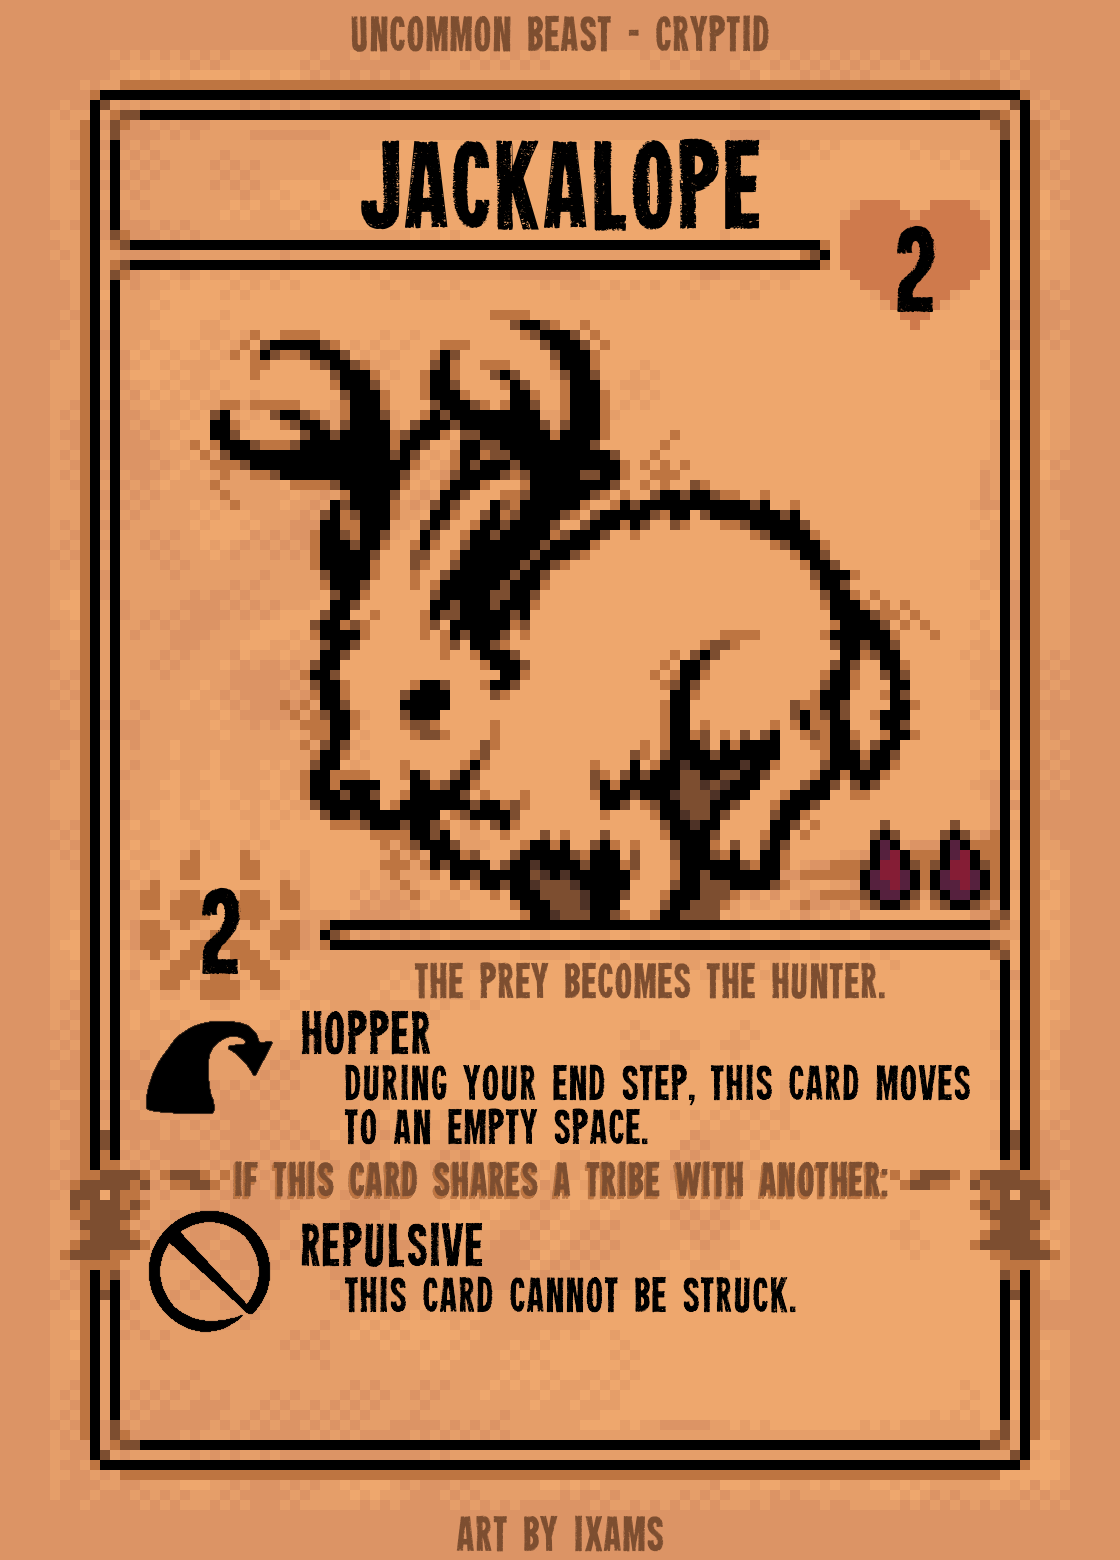 UNCOMMON BEAST - CRYPTID
JACKALOPE
2
2
THE PREY BECOMES THE HUNTER.
HOPPER
DURING YOUR END STEP, THIS CARD MOVES
TO AN EMPTY SPACE.
IF THIS CARD SHARES A TRIBE WITH ANOTHER:
REPULSIVE
THIS CARD CANNOT BE STRUCK.
ART BY IXAMS